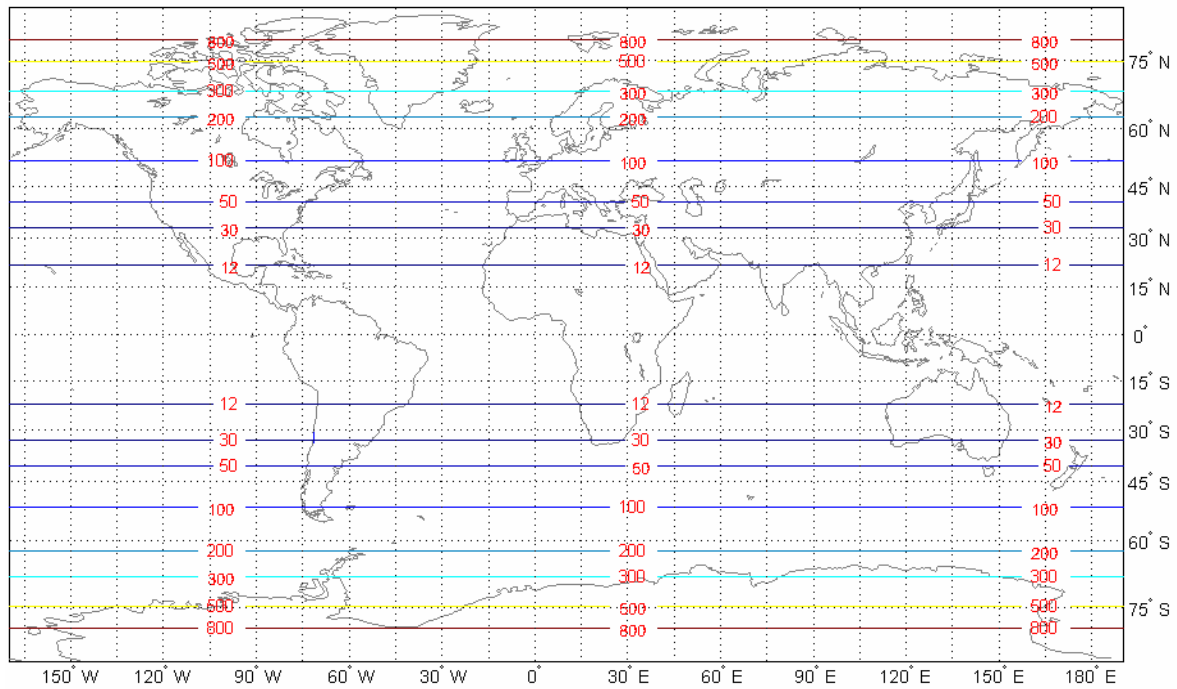 800 800 800
500 500 500 75° N
300 300 300
200 200 200
60° N
100 100 100
45° N
50 50 50
30 30 30
30° N
12 12 12
15° N
0°
15° S
12 12 12
30 30 30 30° S
50 50 50
45° S
100 100 100
200 200 200 60° S
300 300 300
500 500 500 75° S
800 800 800
150° W 120° W 90° W 60° W 30° W 0° 30° E 60° E 90° E 120° E 150° E 180° E